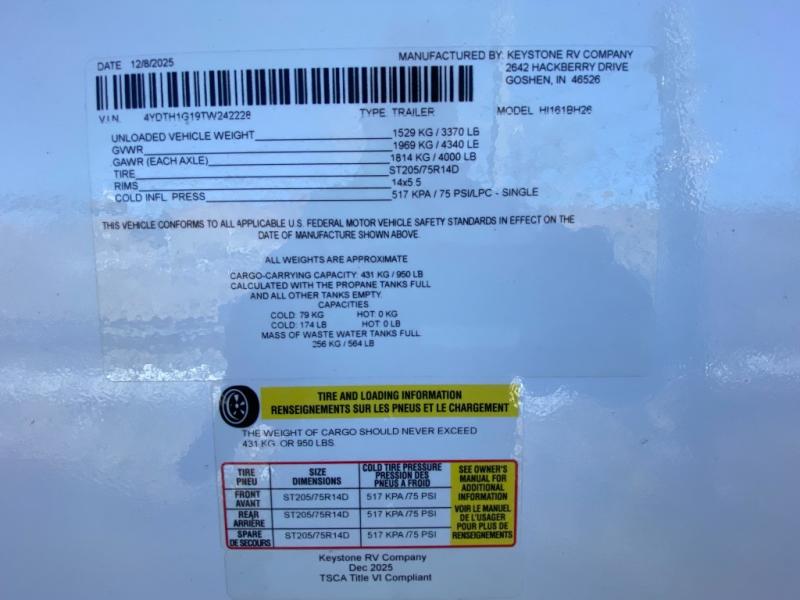 DATE 12/8/2025 MANUFACTURED BY: KEYSTONE RV COMPANY
2642 HACKBERRY DRIVE
GOSHEN, IN 46526
V.I.N. 4YDTH1G19TW242228 TYPE: TRAILER MODEL HI161BH26
UNLOADED VEHICLE WEIGHT 1529 KG / 3370 LB
GVWR 1969 KG / 4340 LB
GAWR (EACH AXLE) 1814 KG / 4000 LB
TIRE ST205/75R14D
RIMS 14x5.5
COLD INFL. PRESS 517 KPA / 75 PSI/LPC - SINGLE
THIS VEHICLE CONFORMS TO ALL APPLICABLE U.S. FEDERAL MOTOR VEHICLE SAFETY STANDARDS IN EFFECT ON THE
DATE OF MANUFACTURE SHOWN ABOVE.
ALL WEIGHTS ARE APPROXIMATE
CARGO-CARRYING CAPACITY: 431 KG / 950 LB
CALCULATED WITH THE PROPANE TANKS FULL
AND ALL OTHER TANKS EMPTY.
CAPACITIES
COLD: 79 KG HOT: 0 KG
COLD: 174 LB HOT: 0 LB
MASS OF WASTE WATER TANKS FULL
256 KG / 564 LB
TIRE AND LOADING INFORMATION
RENSEIGNEMENTS SUR LES PNEUS ET LE CHARGEMENT
THE WEIGHT OF CARGO SHOULD NEVER EXCEED
431 KG. OR 950 LBS.
TIRE
PNEU
SIZE
DIMENSIONS
COLD TIRE PRESSURE
PRESSION DES
PNEUS A FROID
SEE OWNER'S
MANUAL FOR
ADDITIONAL
INFORMATION
VOIR LE MANUEL
DE L'USAGER
POUR PLUS DE
RENSEIGNEMENTS
FRONT
AVANT
ST205/75R14D 517 KPA /75 PSI
REAR
ARRIÈRE
ST205/75R14D 517 KPA /75 PSI
SPARE
DE SECOURS
ST205/75R14D 517 KPA /75 PSI
Keystone RV Company
Dec 2025
TSCA Title VI Compliant